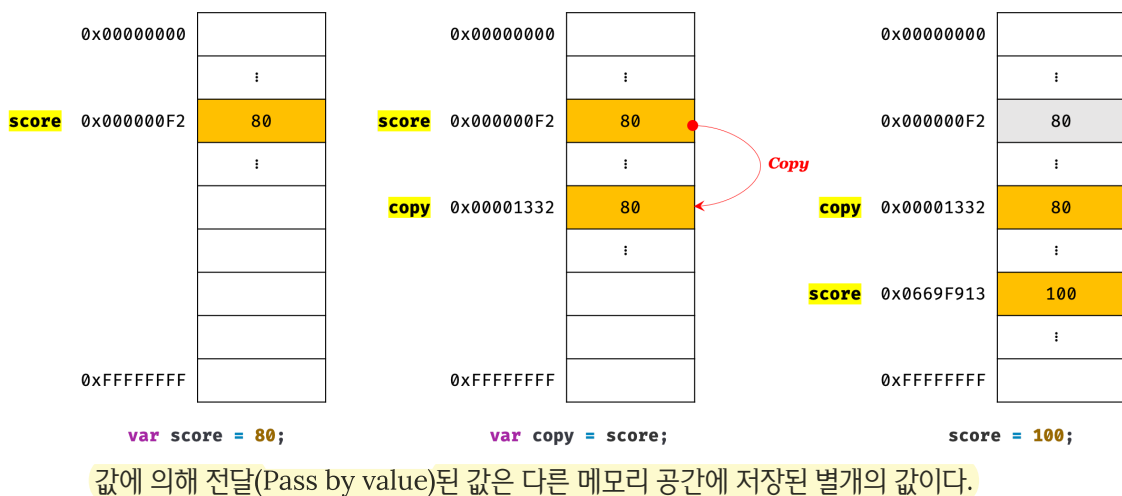 0x00000000
⋮
score 0x000000F2 80
⋮
0xFFFFFFFF
var score = 80;
0x00000000
⋮
score 0x000000F2 80
⋮
Copy
copy 0x00001332 80
⋮
0xFFFFFFFF
var copy = score;
0x00000000
⋮
0x000000F2 80
⋮
copy 0x00001332 80
⋮
score 0x0669F913 100
⋮
0xFFFFFFFF
score = 100;
값에 의해 전달(Pass by value)된 값은 다른 메모리 공간에 저장된 별개의 값이다.